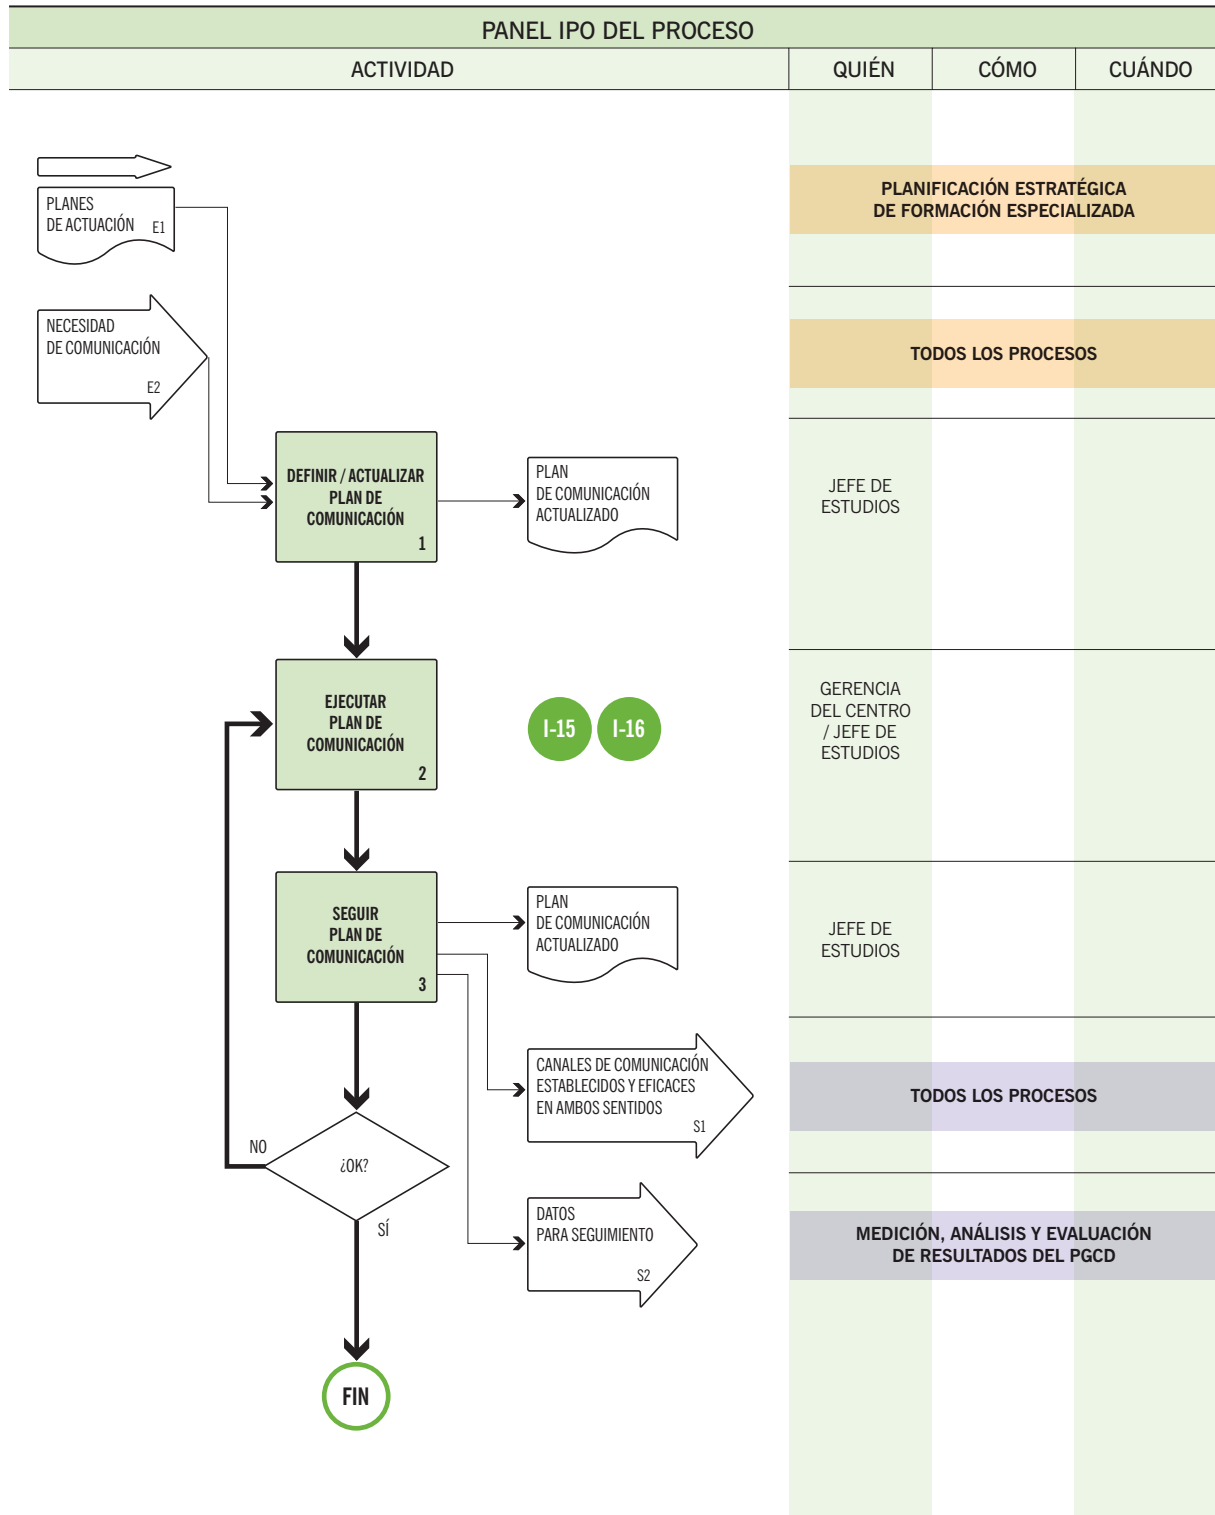 PANEL IPO DEL PROCESO
ACTIVIDAD
QUIÉN
CÓMO
CUÁNDO
PLANES
DE ACTUACIÓN
E1
PLANIFICACIÓN ESTRATÉGICA
DE FORMACIÓN ESPECIALIZADA
NECESIDAD
DE COMUNICACIÓN
E2
TODOS LOS PROCESOS
DEFINIR / ACTUALIZAR
PLAN DE
COMUNICACIÓN
1
PLAN
DE COMUNICACIÓN
ACTUALIZADO
JEFE DE
ESTUDIOS
EJECUTAR
PLAN DE
COMUNICACIÓN
2
I-15
I-16
GERENCIA
DEL CENTRO
/ JEFE DE
ESTUDIOS
SEGUIR
PLAN DE
COMUNICACIÓN
3
PLAN
DE COMUNICACIÓN
ACTUALIZADO
JEFE DE
ESTUDIOS
CANALES DE COMUNICACIÓN
ESTABLECIDOS Y EFICACES
EN AMBOS SENTIDOS
S1
TODOS LOS PROCESOS
NO
¿OK?
SÍ
DATOS
PARA SEGUIMIENTO
S2
MEDICIÓN, ANÁLISIS Y EVALUACIÓN
DE RESULTADOS DEL PGCD
FIN